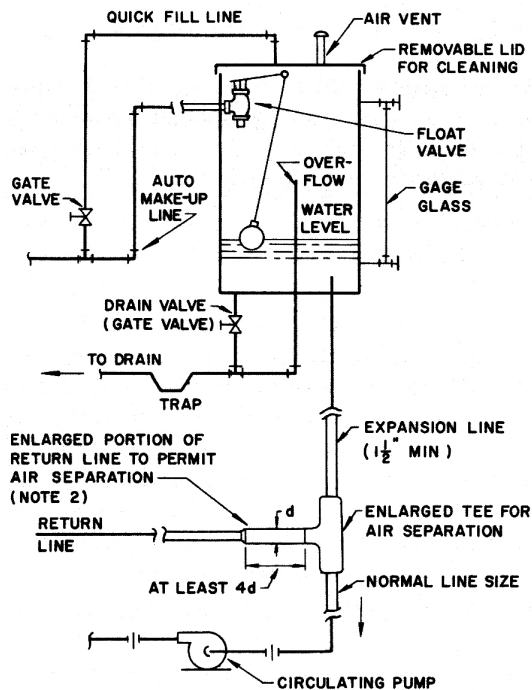 QUICK FILL LINE
AIR VENT
REMOVABLE LID
FOR CLEANING
FLOAT
VALVE
OVER-
FLOW
GATE
VALVE
AUTO
MAKE-UP
LINE
WATER
LEVEL
GAGE
GLASS
DRAIN VALVE
(GATE VALVE)
TO DRAIN
TRAP
EXPANSION LINE
(1 1/2" MIN)
ENLARGED PORTION OF
RETURN LINE TO PERMIT
AIR SEPARATION
(NOTE 2)
d
ENLARGED TEE FOR
AIR SEPARATION
RETURN
LINE
AT LEAST 4d
NORMAL LINE SIZE
CIRCULATING PUMP